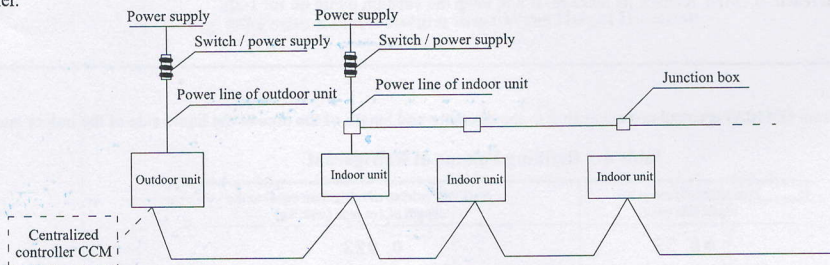 er.
Power supply
Power supply
Switch / power supply
Switch / power supply
Power line of outdoor unit
Power line of indoor unit
Junction box
Outdoor unit
Indoor unit
Indoor unit
Indoor unit
Centralized
controller CCM